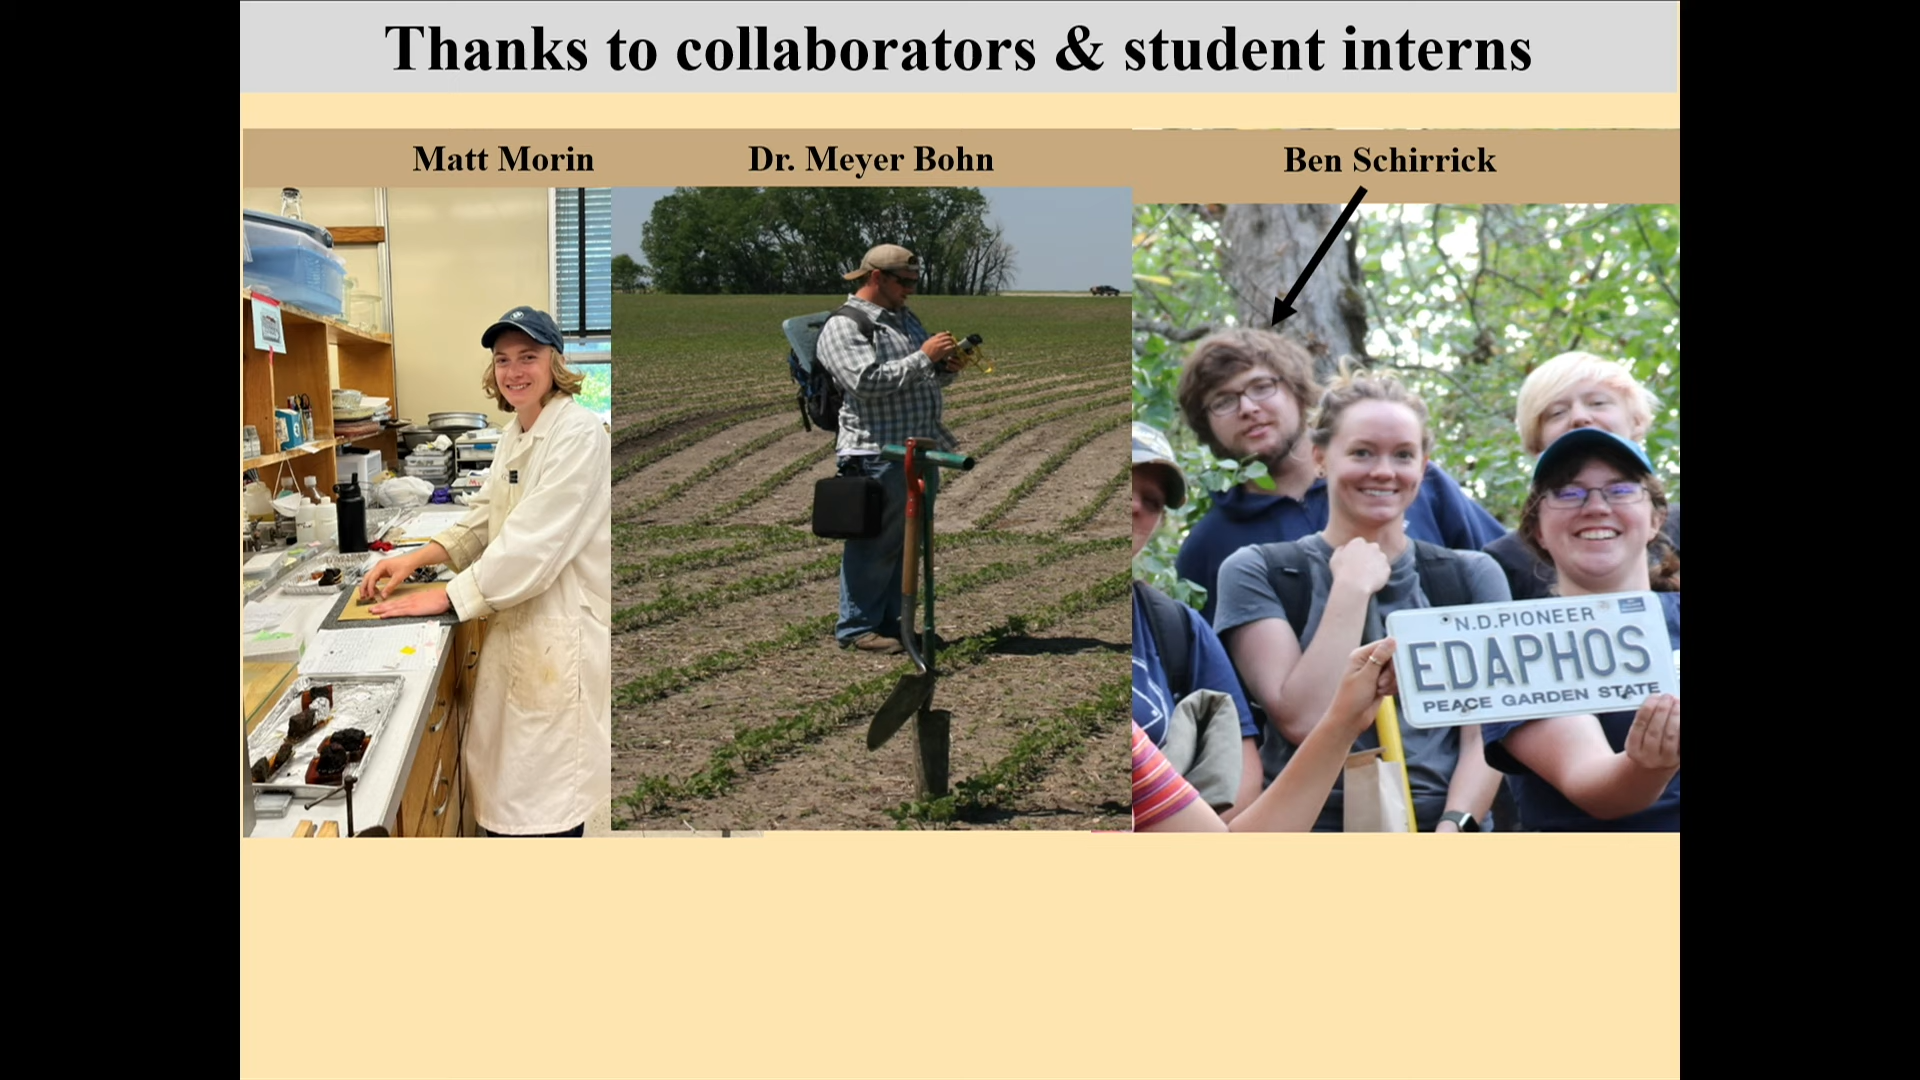 Thanks to collaborators & student interns
Matt Morin
Dr. Meyer Bohn
Ben Schirrick
N.D.PIONEER
EDAPHOS
PEACE GARDEN STATE